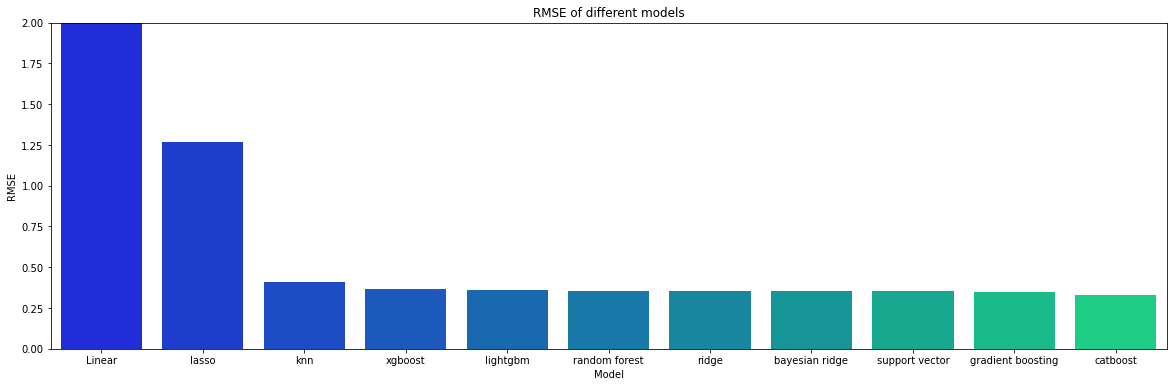 RMSE of different models
RMSE
2.00
1.75
1.50
1.25
1.00
0.75
0.50
0.25
0.00
Linear lasso knn xgboost lightgbm random forest ridge bayesian ridge support vector gradient boosting catboost
Model